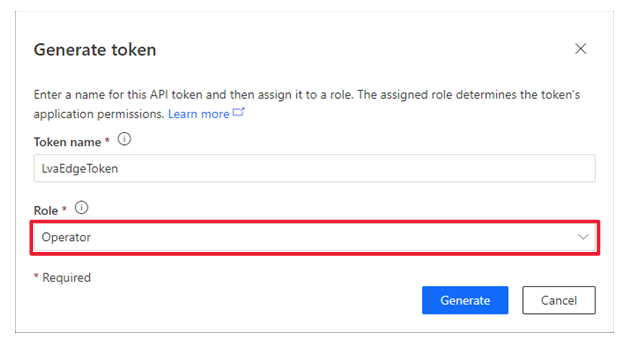 Generate token
Enter a name for this API token and then assign it to a role. The assigned role determines the token's
application permissions. Learn more
Token name *
LvaEdgeToken
Role *
Operator
* Required
Generate
Cancel